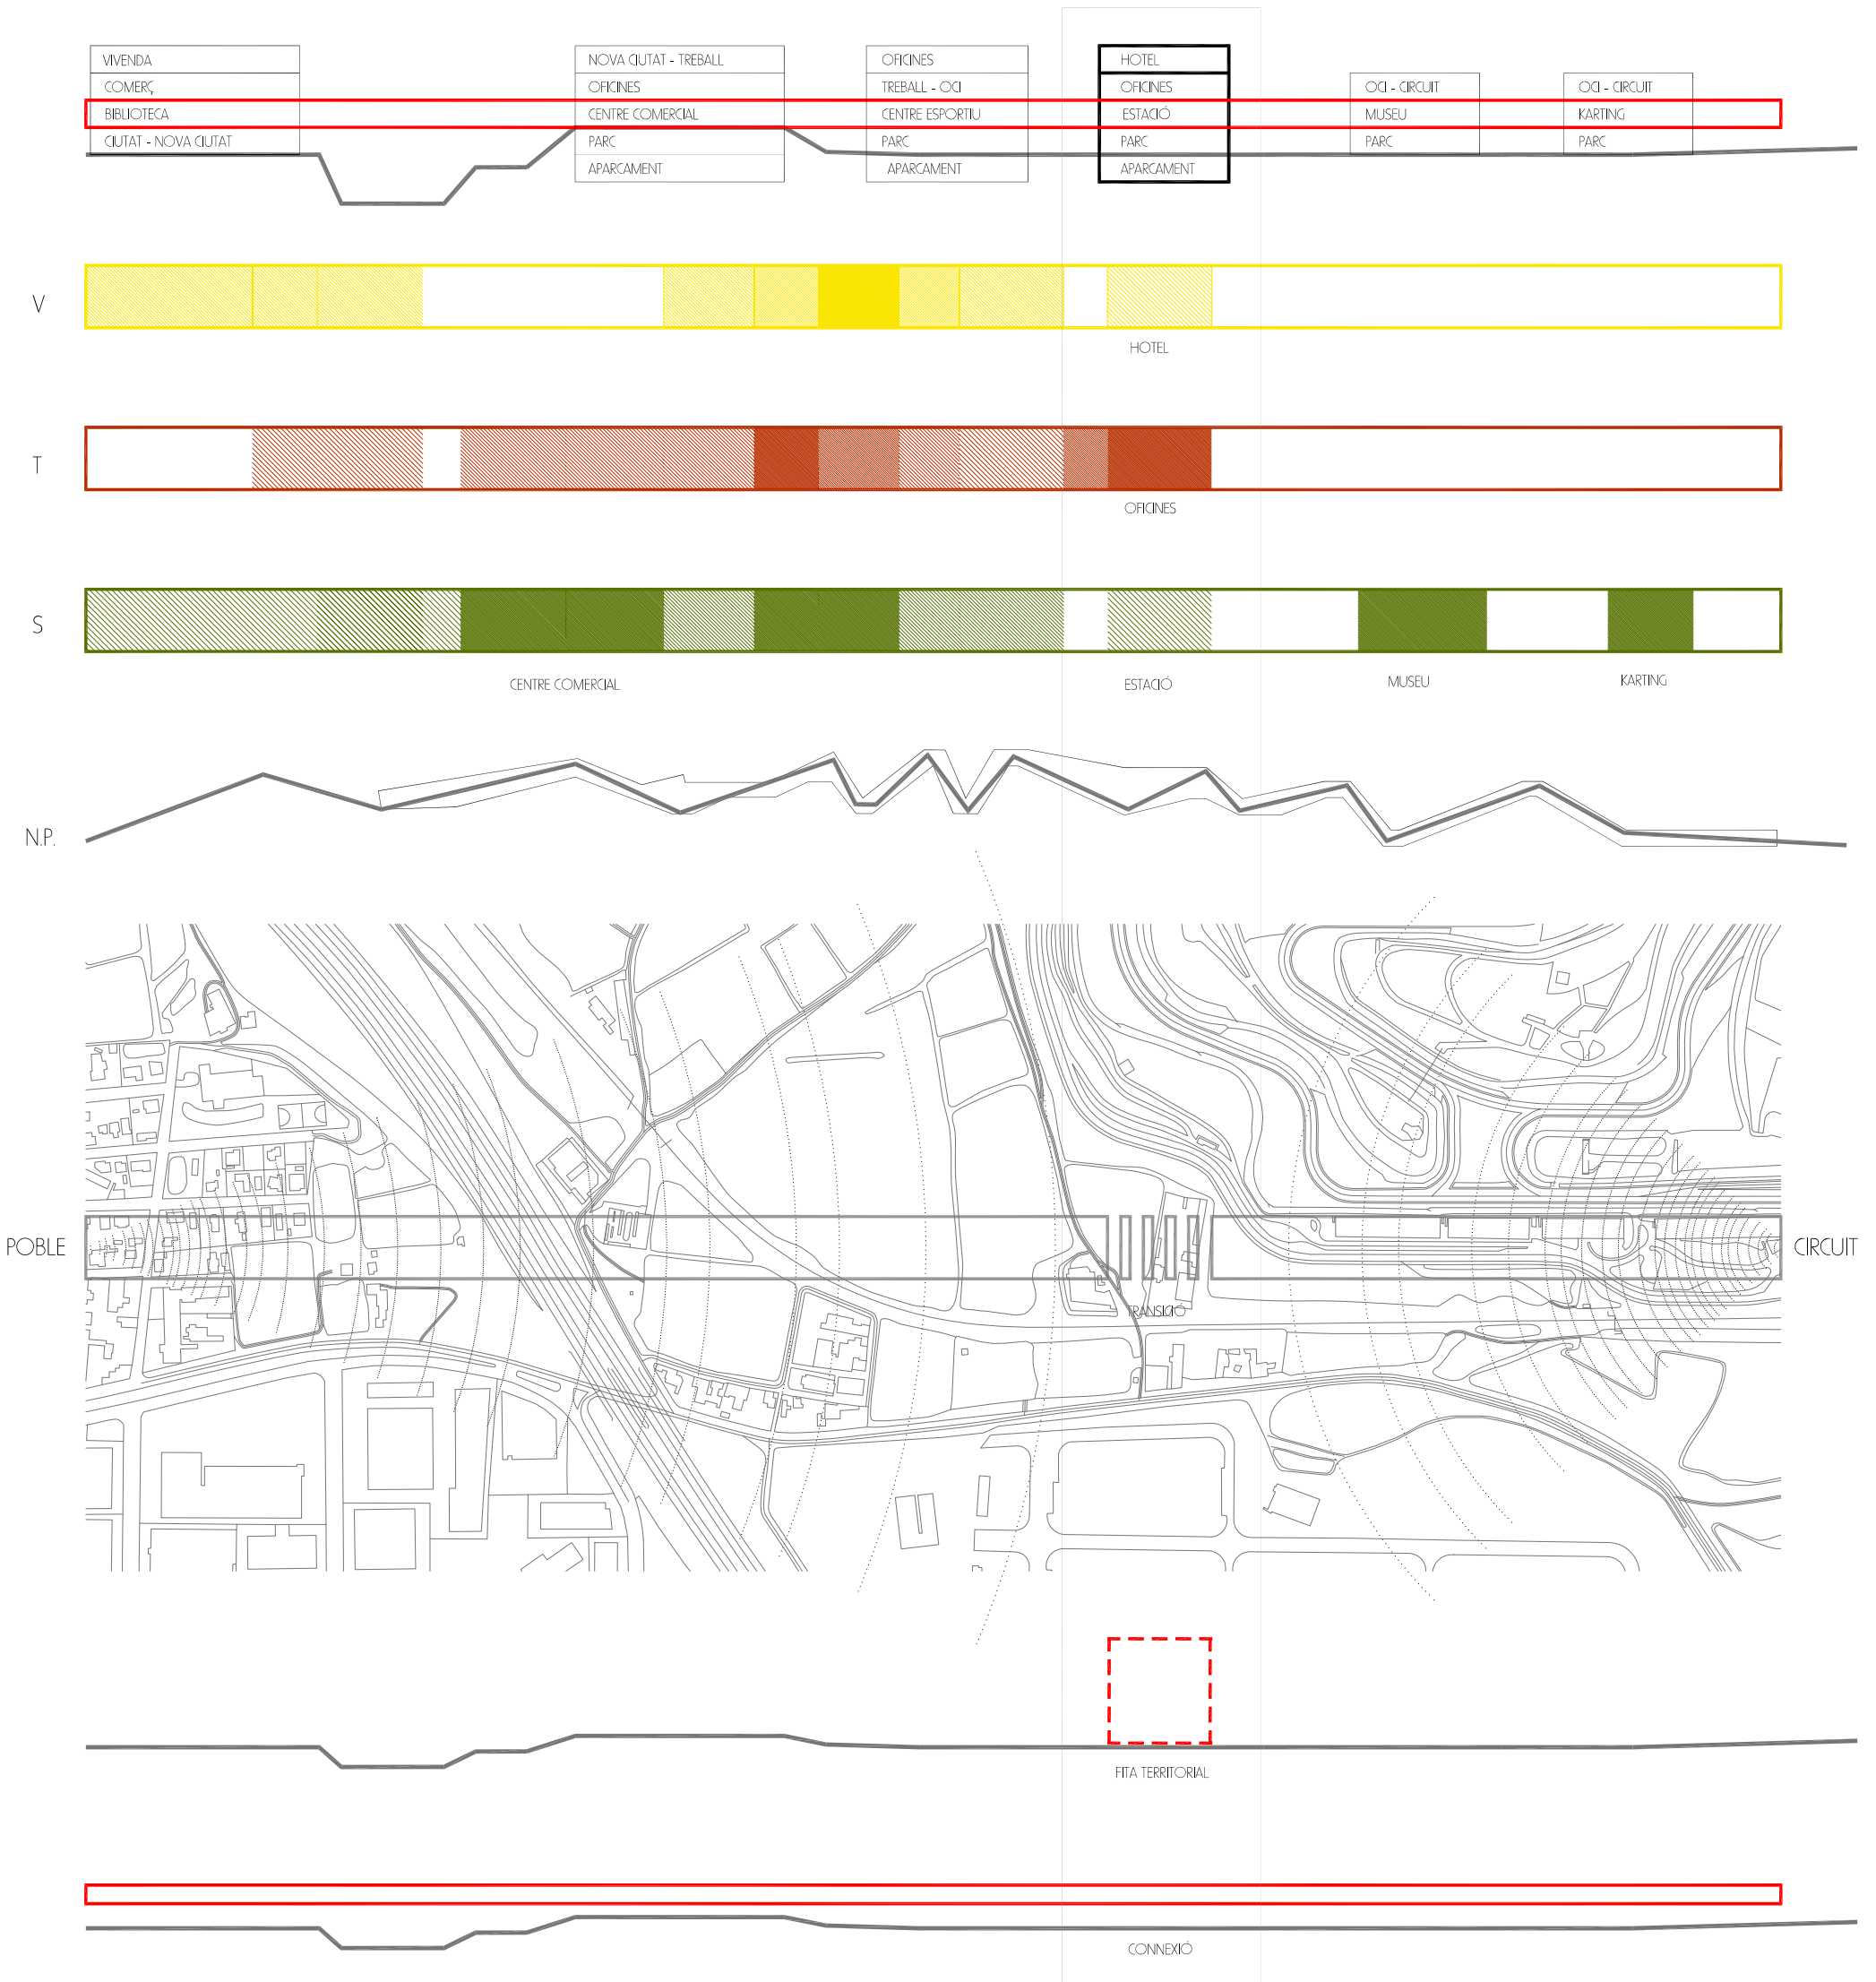 VIVENDA
COMERÇ
BIBLIOTECA
CIUTAT - NOVA CIUTAT
NOVA CIUTAT - TREBALL
OFICINES
CENTRE COMERCIAL
PARC
APARCAMENT
OFICINES
TREBALL - OCI
CENTRE ESPORTIU
PARC
APARCAMENT
HOTEL
OFICINES
ESTACIÓ
PARC
APARCAMENT
OCI - CIRCUIT
MUSEU
PARC
OCI - CIRCUIT
KARTING
PARC
V
HOTEL
T
OFICINES
S
CENTRE COMERCIAL
ESTACIÓ
MUSEU
KARTING
N.P.
POBLE
CIRCUIT
TRANSICIÓ
FITA TERRITORIAL
CONNEXIÓ